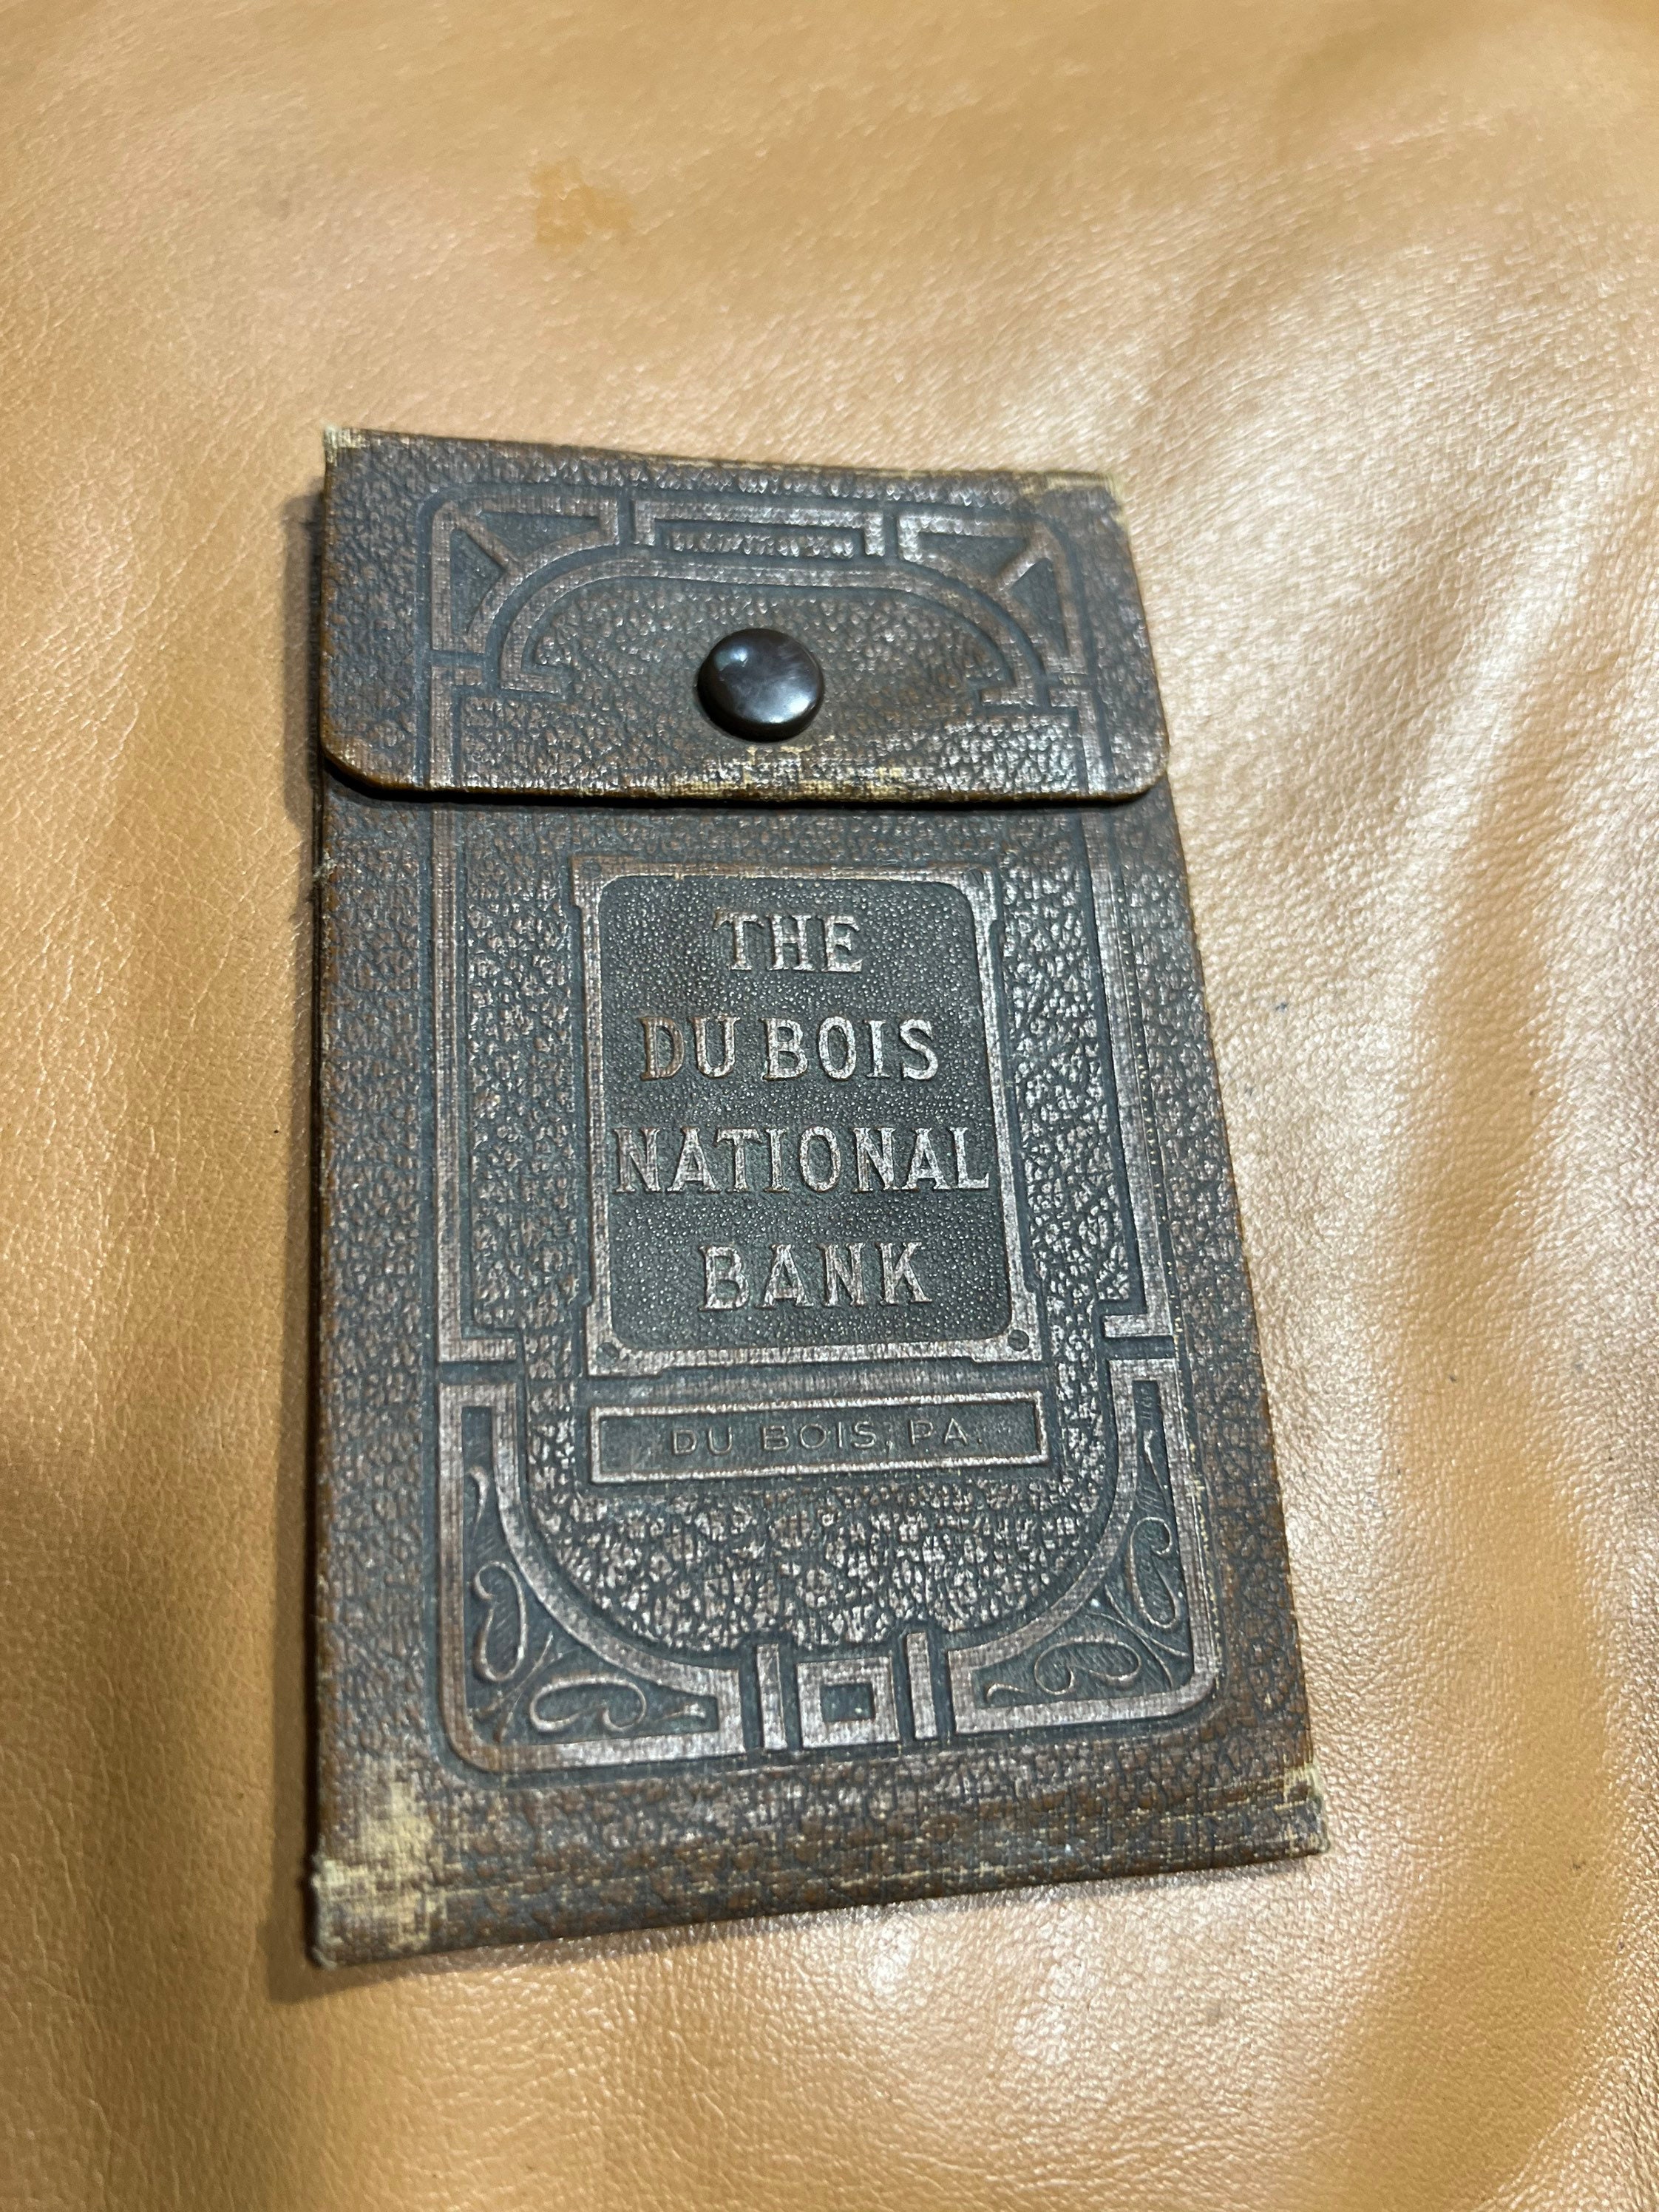 THE
DU BOIS
NATIONAL
BANK
DU BOIS, PA.